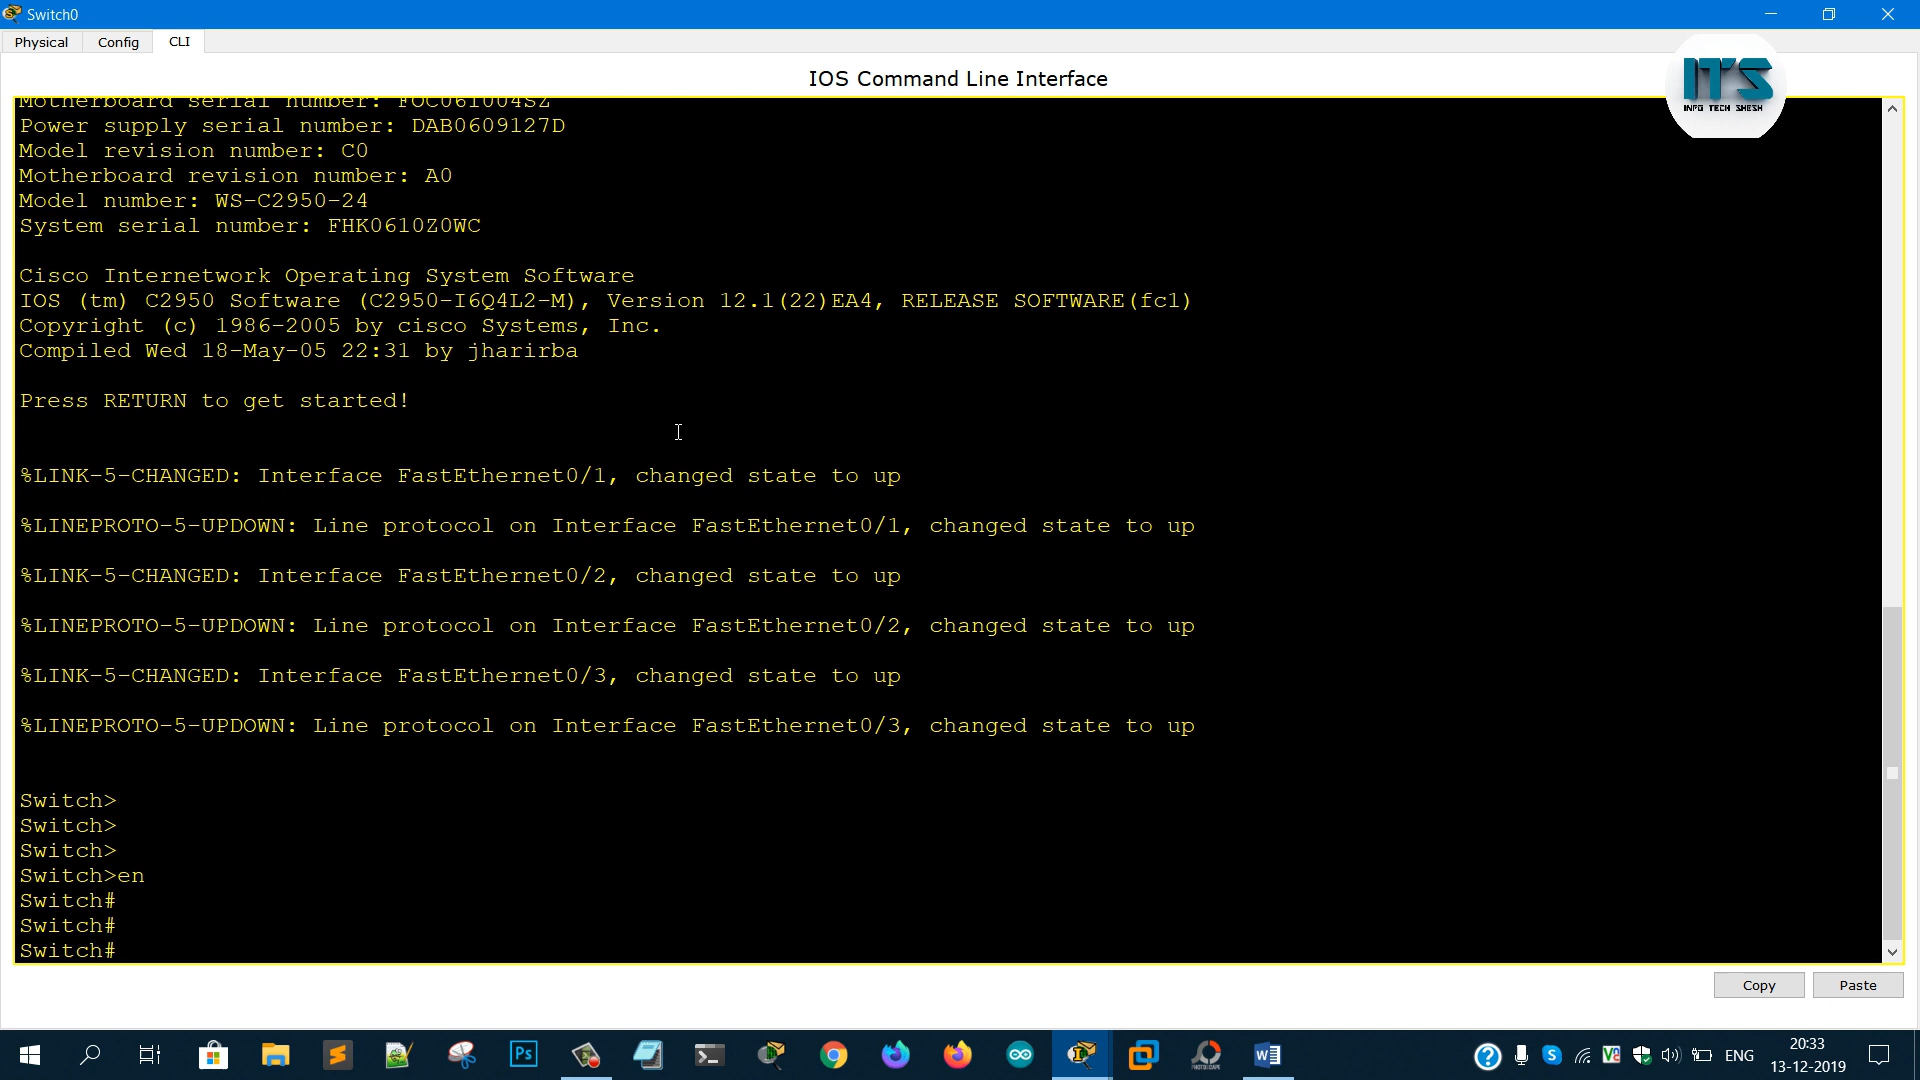 Switch0
Physical Config CLI
IOS Command Line Interface
ITS
INFO TECH SHESH
Motherboard serial number: FOC061004SZ
Power supply serial number: DAB0609127D
Model revision number: C0
Motherboard revision number: A0
Model number: WS-C2950-24
System serial number: FHK0610Z0WC
Cisco Internetwork Operating System Software
IOS (tm) C2950 Software (C2950-I6Q4L2-M), Version 12.1(22)EA4, RELEASE SOFTWARE(fc1)
Copyright (c) 1986-2005 by cisco Systems, Inc.
Compiled Wed 18-May-05 22:31 by jharirba
Press RETURN to get started!
%LINK-5-CHANGED: Interface FastEthernet0/1, changed state to up
%LINEPROTO-5-UPDOWN: Line protocol on Interface FastEthernet0/1, changed state to up
%LINK-5-CHANGED: Interface FastEthernet0/2, changed state to up
%LINEPROTO-5-UPDOWN: Line protocol on Interface FastEthernet0/2, changed state to up
%LINK-5-CHANGED: Interface FastEthernet0/3, changed state to up
%LINEPROTO-5-UPDOWN: Line protocol on Interface FastEthernet0/3, changed state to up
Switch>
Switch>
Switch>
Switch>en
Switch#
Switch#
Switch#
Copy Paste
Ps
ENG
20:33
13-12-2019